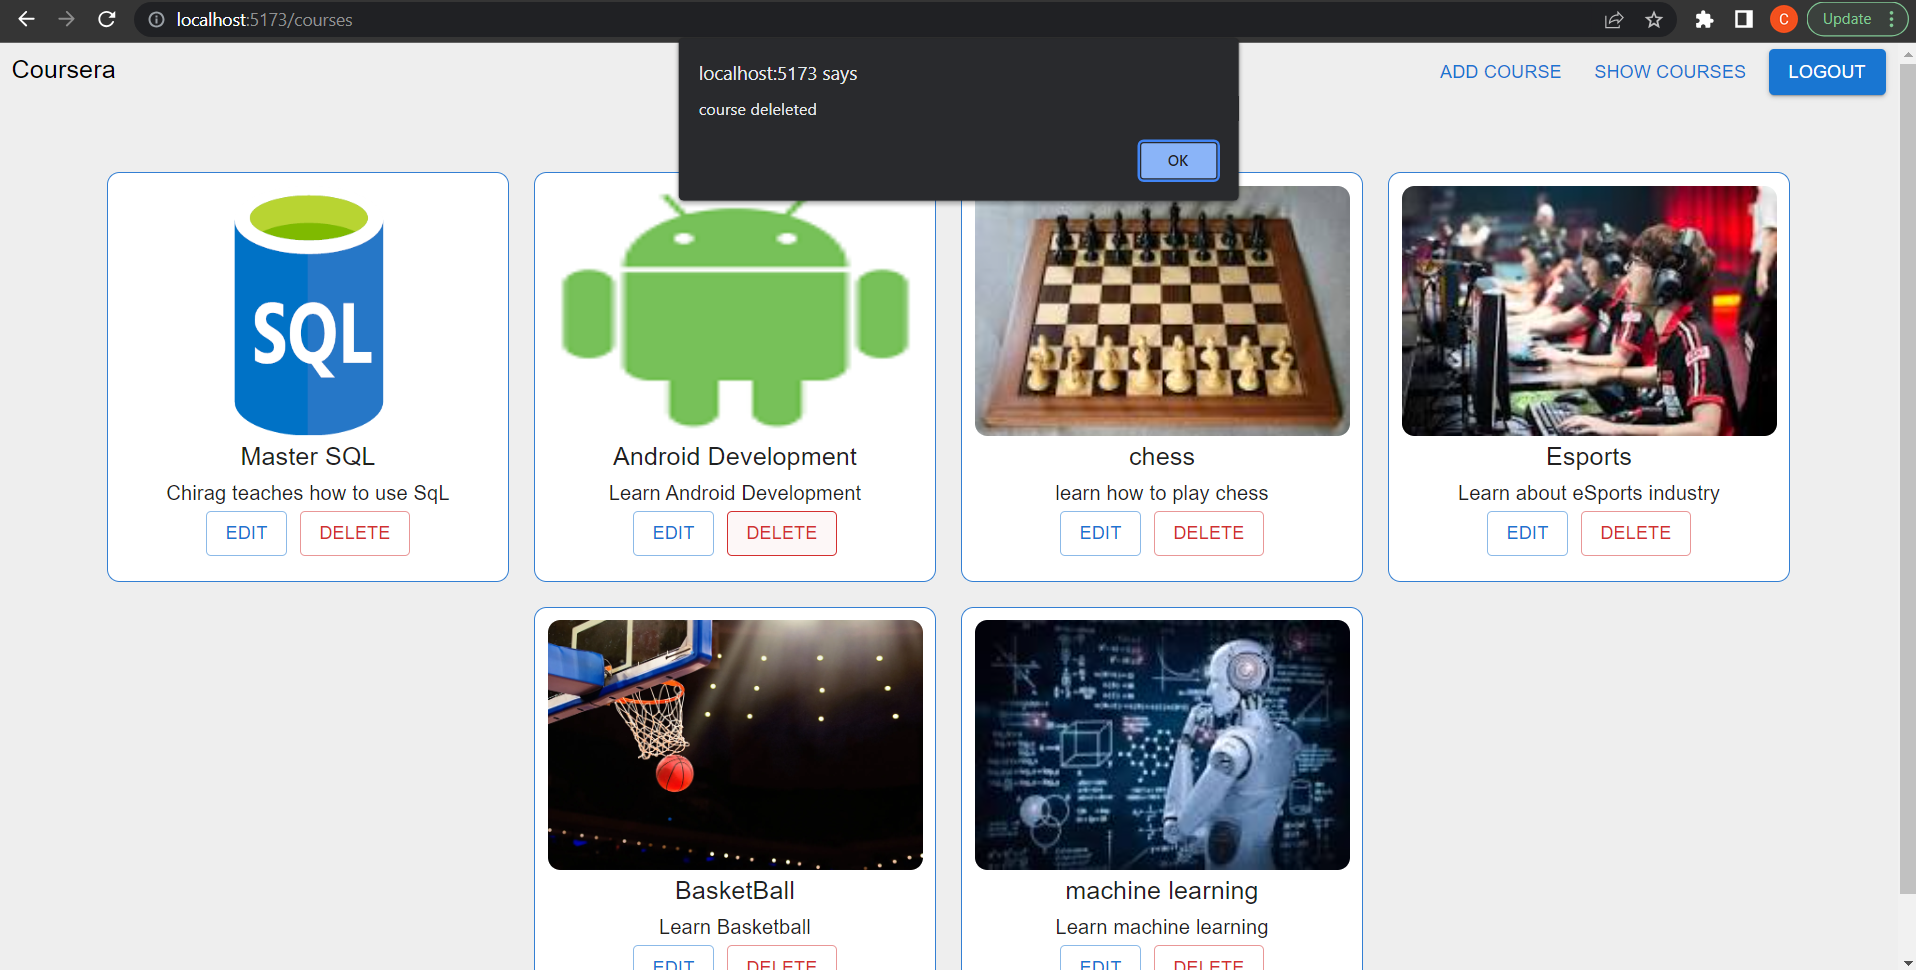 localhost:5173/courses
C
Update
Coursera
localhost:5173 says
course deleleted
OK
ADD COURSE
SHOW COURSES
LOGOUT
SQL
Master SQL
Chirag teaches how to use SqL
EDIT
DELETE
Android Development
Learn Android Development
EDIT
DELETE
chess
learn how to play chess
EDIT
DELETE
Esports
Learn about eSports industry
EDIT
DELETE
BasketBall
Learn Basketball
EDIT
DELETE
machine learning
Learn machine learning
EDIT
DELETE